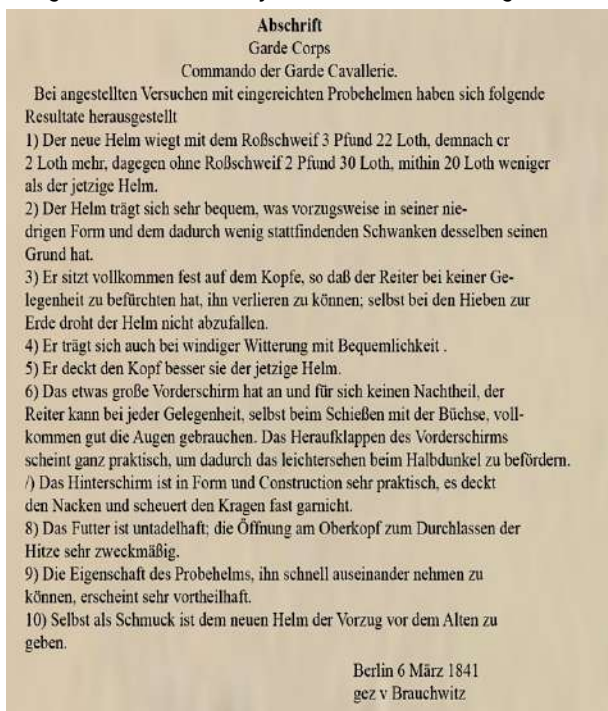 Abschrift
Garde Corps
Commando der Garde Cavallerie.
Bei angestellten Versuchen mit eingereichten Probehelmen haben sich folgende
Resultate herausgestellt
1) Der neue Helm wiegt mit dem Roßschweif 3 Pfund 22 Loth, demnach cr
2 Loth mehr, dagegen ohne Roßschweif 2 Pfund 30 Loth, mithin 20 Loth weniger
als der jetzige Helm.
2) Der Helm trägt sich sehr bequem, was vorzugsweise in seiner nie-
drigen Form und dem dadurch wenig stattfindenden Schwanken desselben seinen
Grund hat.
3) Er sitzt vollkommen fest auf dem Kopfe, so daß der Reiter bei keiner Ge-
legenheit zu befürchten hat, ihn verlieren zu können; selbst bei den Hieben zur
Erde droht der Helm nicht abzufallen.
4) Er trägt sich auch bei windiger Witterung mit Bequemlichkeit .
5) Er deckt den Kopf besser sie der jetzige Helm.
6) Das etwas große Vorderschirm hat an und für sich keinen Nachtheil, der
Reiter kann bei jeder Gelegenheit, selbst beim Schießen mit der Büchse, voll-
kommen gut die Augen gebrauchen. Das Heraufklappen des Vorderschirms
scheint ganz praktisch, um dadurch das leichtersehen beim Halbdunkel zu befördern.
/) Das Hinterschirm ist in Form und Construction sehr praktisch, es deckt
den Nacken und scheuert den Kragen fast garnicht.
8) Das Futter ist untadelhaft; die Öffnung am Oberkopf zum Durchlassen der
Hitze sehr zweckmäßig.
9) Die Eigenschaft des Probehelms, ihn schnell auseinander nehmen zu
können, erscheint sehr vortheilhaft.
10) Selbst als Schmuck ist dem neuen Helm der Vorzug vor dem Alten zu
geben.
Berlin 6 März 1841
gez v Brauchwitz